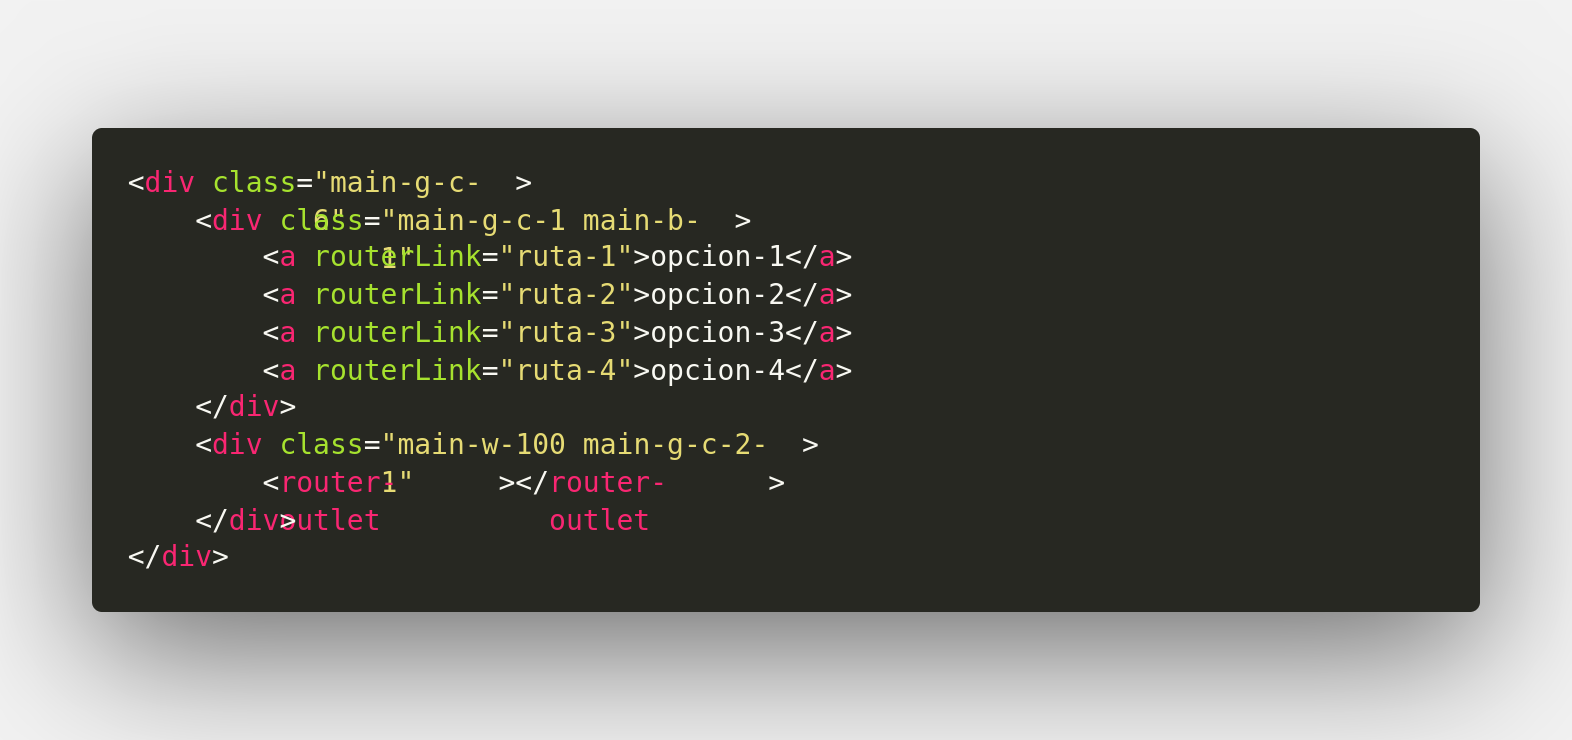 <div class="main-g-c-6">
    <div class="main-g-c-1 main-b-1">
        <a routerLink="ruta-1">opcion-1</a>
        <a routerLink="ruta-2">opcion-2</a>
        <a routerLink="ruta-3">opcion-3</a>
        <a routerLink="ruta-4">opcion-4</a>
    </div>
    <div class="main-w-100 main-g-c-2-1">
        <router-outlet></router-outlet>
    </div>
</div>